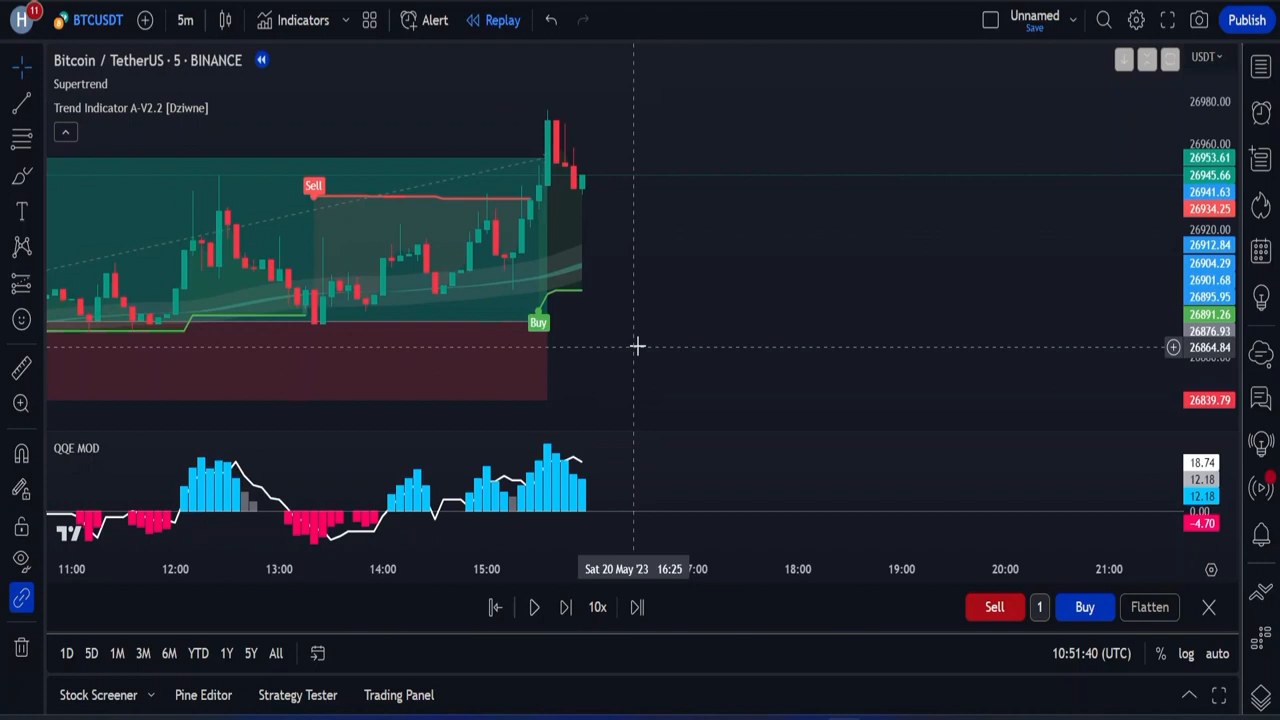 H 11 BTCUSDT 5m Indicators Alert Replay Unnamed Save Publish
Bitcoin / TetherUS · 5 · BINANCE USDT
Supertrend
Trend Indicator A-V2.2 [Dziwne]
26980.00
26960.00
26953.61
26945.66
26941.63
26934.25
26920.00
26912.84
26904.29
26901.68
26895.95
26891.26
26876.93
26864.84
26839.79
Sell
Buy
QQE MOD
18.74
12.18
12.18
0.00
−4.70
11:00 12:00 13:00 14:00 15:00 Sat 20 May '23 16:25 7:00 18:00 19:00 20:00 21:00
10x Sell 1 Buy Flatten
1D 5D 1M 3M 6M YTD 1Y 5Y All 10:51:40 (UTC) % log auto
Stock Screener Pine Editor Strategy Tester Trading Panel